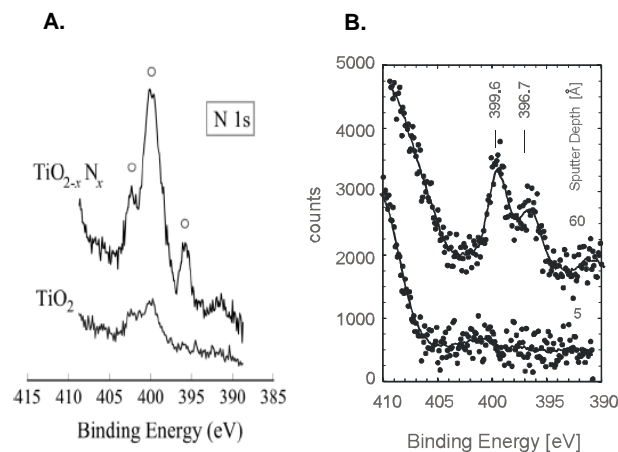 A.
N 1s
TiO2-xNx
TiO2
415 410 405 400 395 390 385
Binding Energy (eV)
B.
5000
4000
3000
2000
1000
0
counts
399.6
396.7
Sputter Depth [Å]
60
5
410 405 400 395 390
Binding Energy [eV]